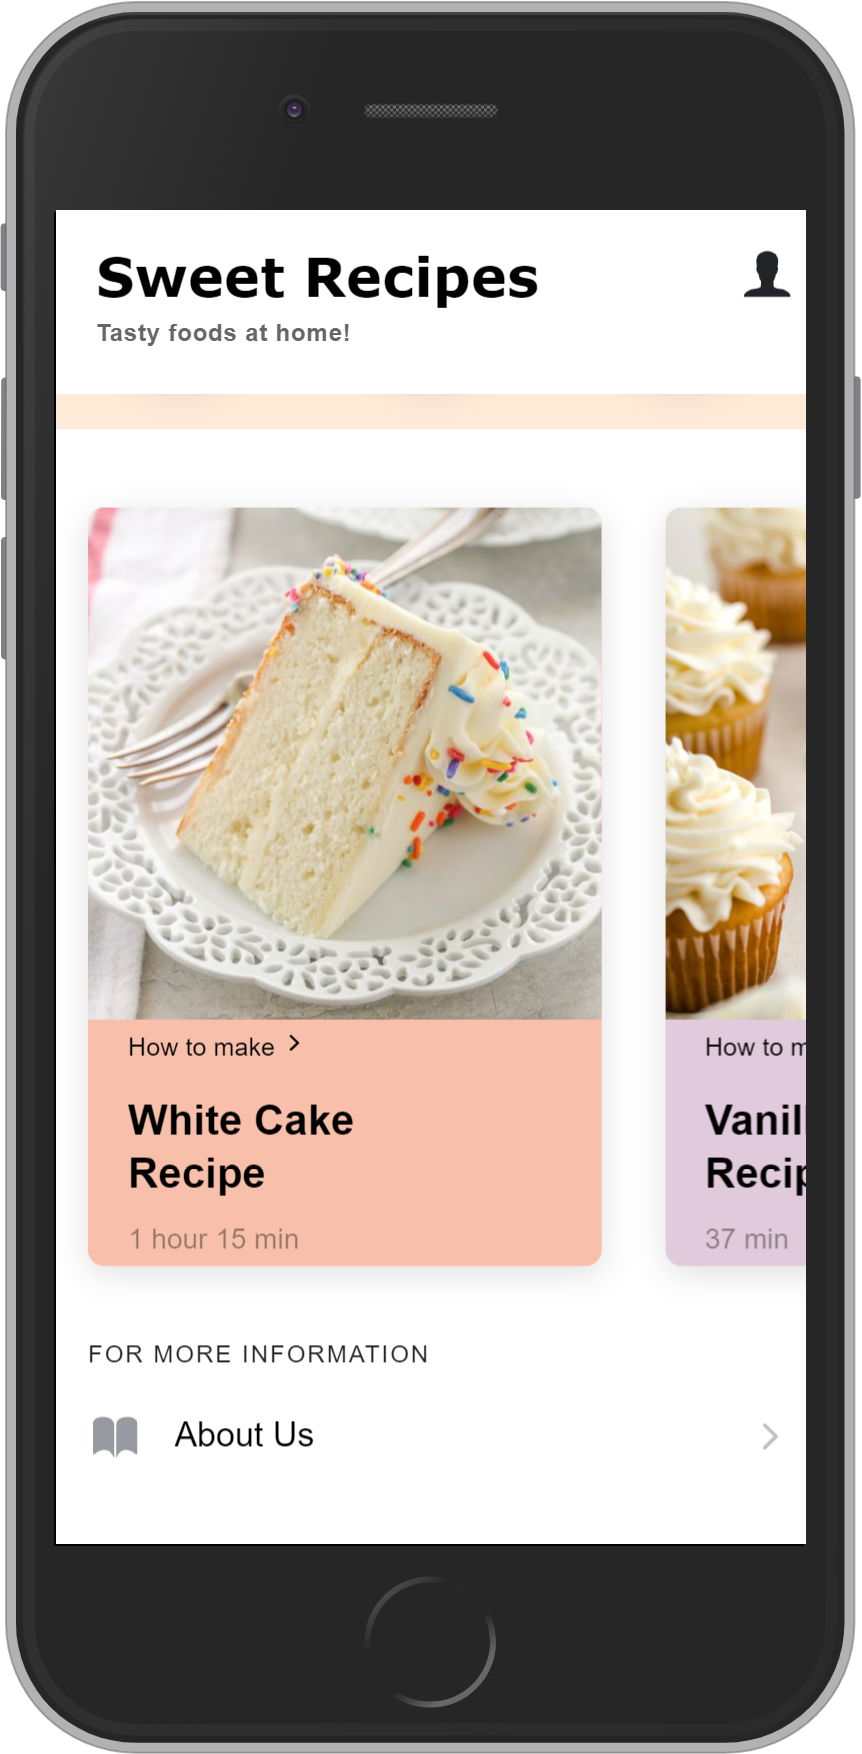 Sweet Recipes
Tasty foods at home!
How to make
White Cake
Recipe
1 hour 15 min
How to
Recip
37 min
FOR MORE INFORMATION
About Us